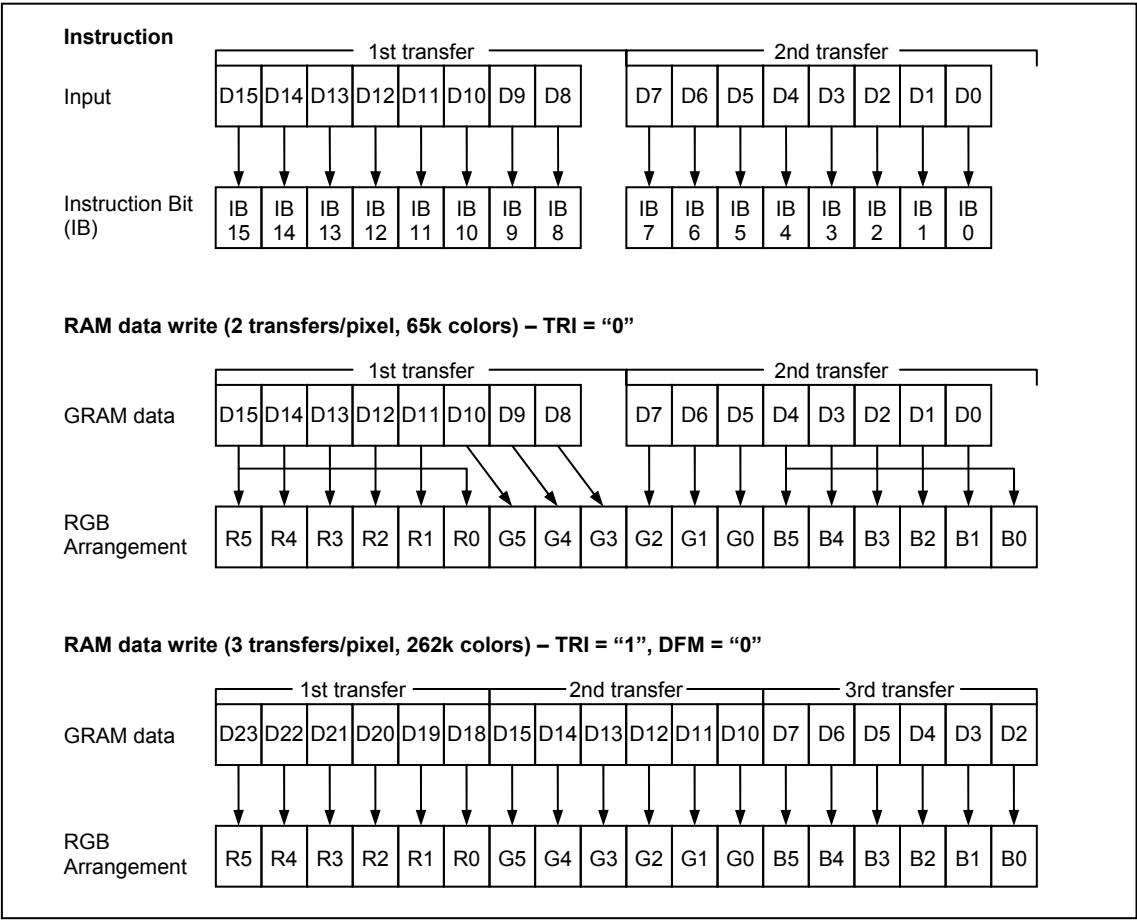 Instruction
1st transfer 2nd transfer
Input D15 D14 D13 D12 D11 D10 D9 D8 D7 D6 D5 D4 D3 D2 D1 D0
Instruction Bit
(IB)
IB IB IB IB IB IB IB IB IB IB IB IB IB IB IB IB
15 14 13 12 11 10 9 8 7 6 5 4 3 2 1 0
RAM data write (2 transfers/pixel, 65k colors) – TRI = “0”
1st transfer 2nd transfer
GRAM data D15 D14 D13 D12 D11 D10 D9 D8 D7 D6 D5 D4 D3 D2 D1 D0
RGB
Arrangement
R5 R4 R3 R2 R1 R0 G5 G4 G3 G2 G1 G0 B5 B4 B3 B2 B1 B0
RAM data write (3 transfers/pixel, 262k colors) – TRI = “1”, DFM = “0”
1st transfer 2nd transfer 3rd transfer
GRAM data D23 D22 D21 D20 D19 D18 D15 D14 D13 D12 D11 D10 D7 D6 D5 D4 D3 D2
RGB
Arrangement
R5 R4 R3 R2 R1 R0 G5 G4 G3 G2 G1 G0 B5 B4 B3 B2 B1 B0